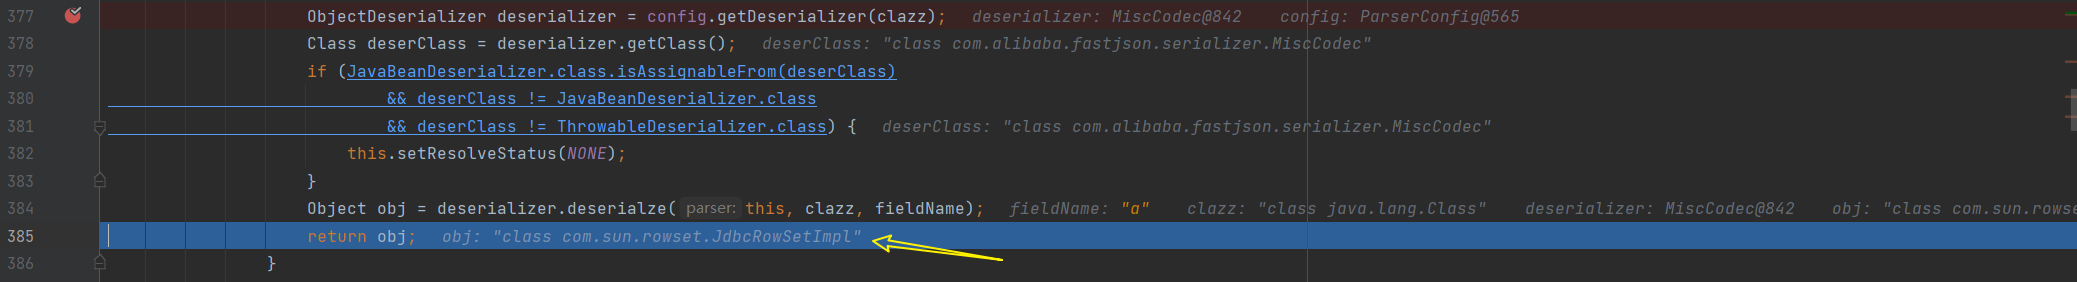 377 ObjectDeserializer deserializer = config.getDeserializer(clazz); deserializer: MiscCodec@842 config: ParserConfig@565
378 Class deserClass = deserializer.getClass(); deserClass: "class com.alibaba.fastjson.serializer.MiscCodec"
379 if (JavaBeanDeserializer.class.isAssignableFrom(deserClass)
380 && deserClass != JavaBeanDeserializer.class
381 && deserClass != ThrowableDeserializer.class) { deserClass: "class com.alibaba.fastjson.serializer.MiscCodec"
382 this.setResolveStatus(NONE);
383 }
384 Object obj = deserializer.deserialze( parser: this, clazz, fieldName); fieldName: "a" clazz: "class java.lang.Class" deserializer: MiscCodec@842 obj: "class com.sun.rows
385 return obj; obj: "class com.sun.rowset.JdbcRowSetImpl"
386 }